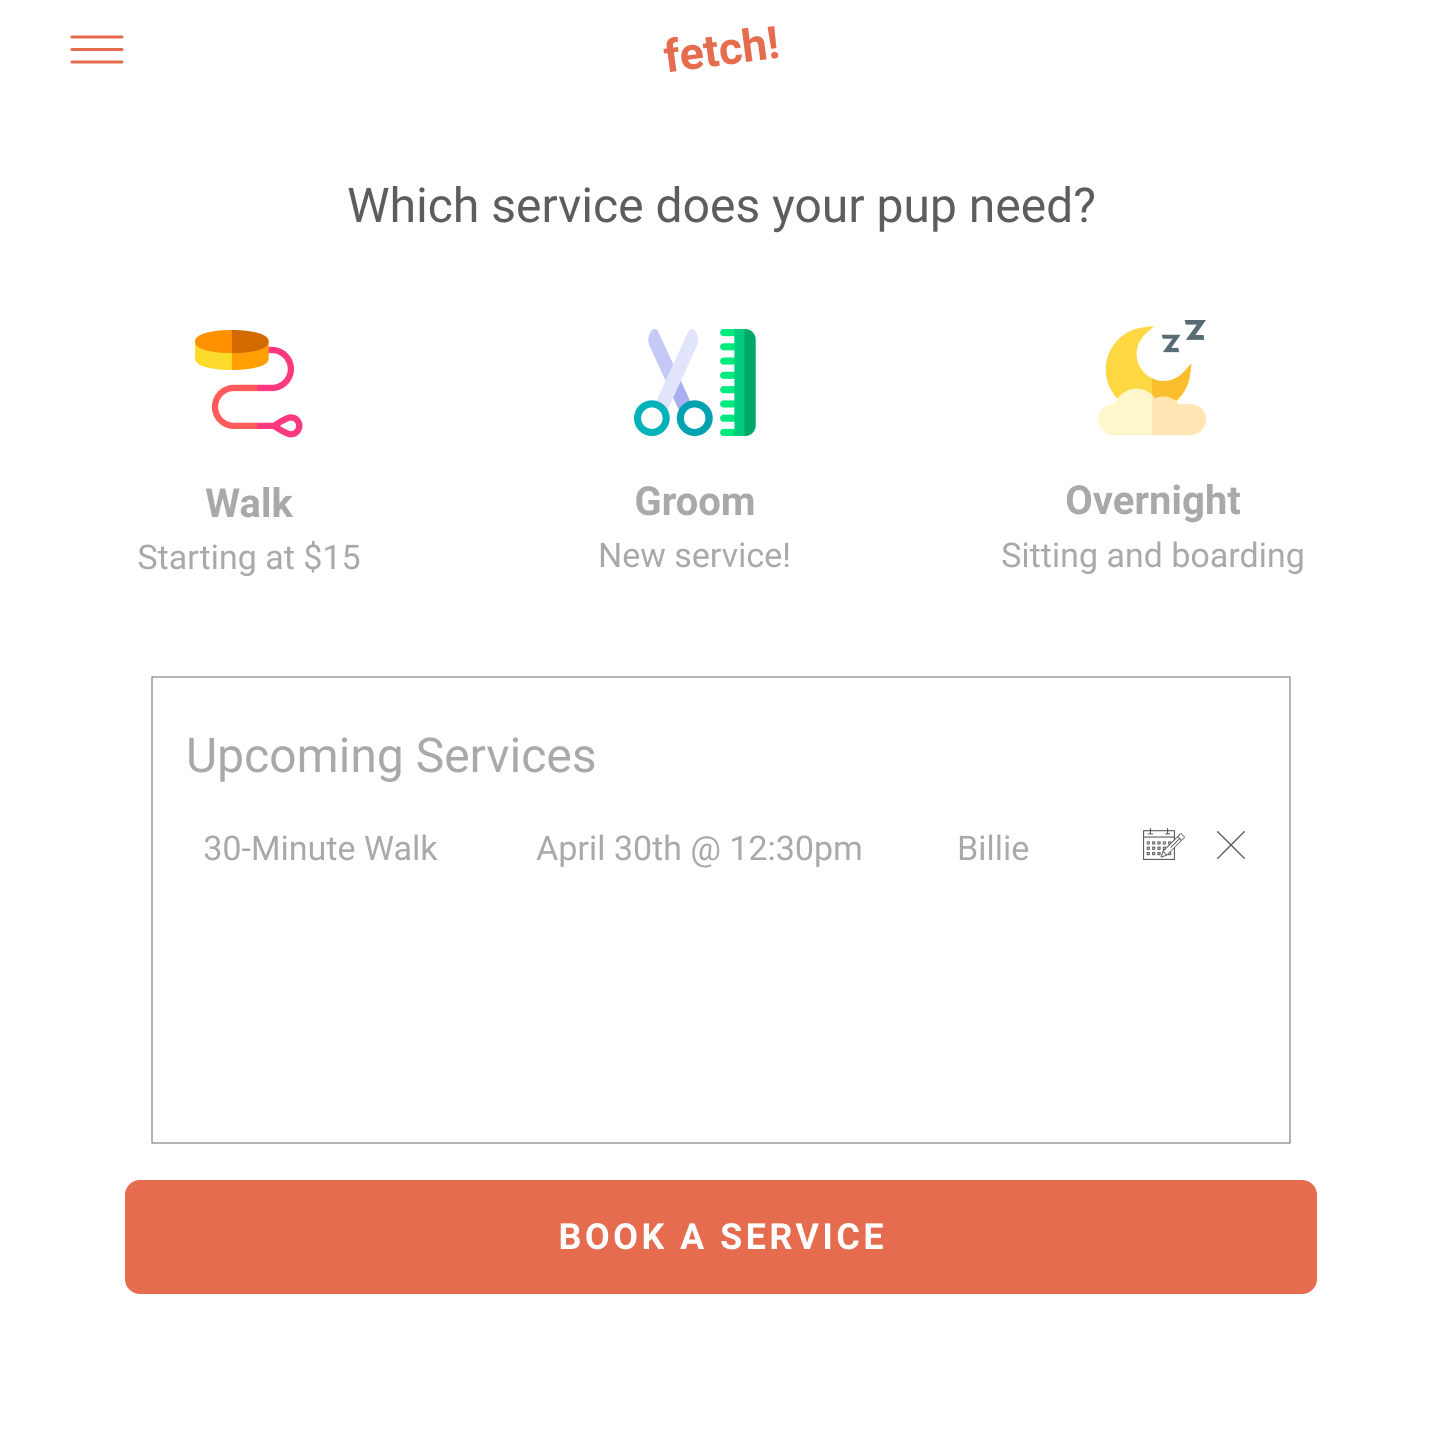 fetch!
Which service does your pup need?
z z
Walk
Starting at $15
Groom
New service!
Overnight
Sitting and boarding
Upcoming Services
30-Minute Walk April 30th @ 12:30pm Billie
BOOK A SERVICE